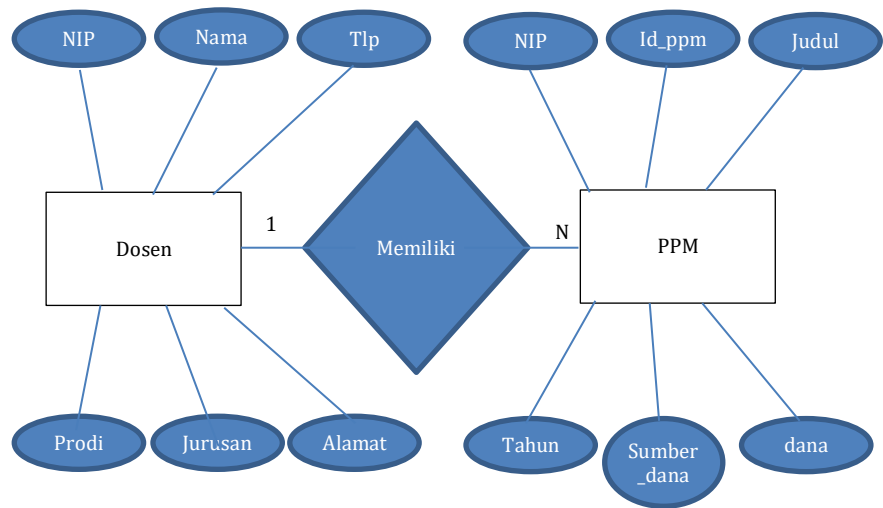 NIP
Nama
Tlp
NIP
Id_ppm
Judul
Dosen
1
Memiliki
N
PPM
Prodi
Jurusan
Alamat
Tahun
Sumber
_dana
dana